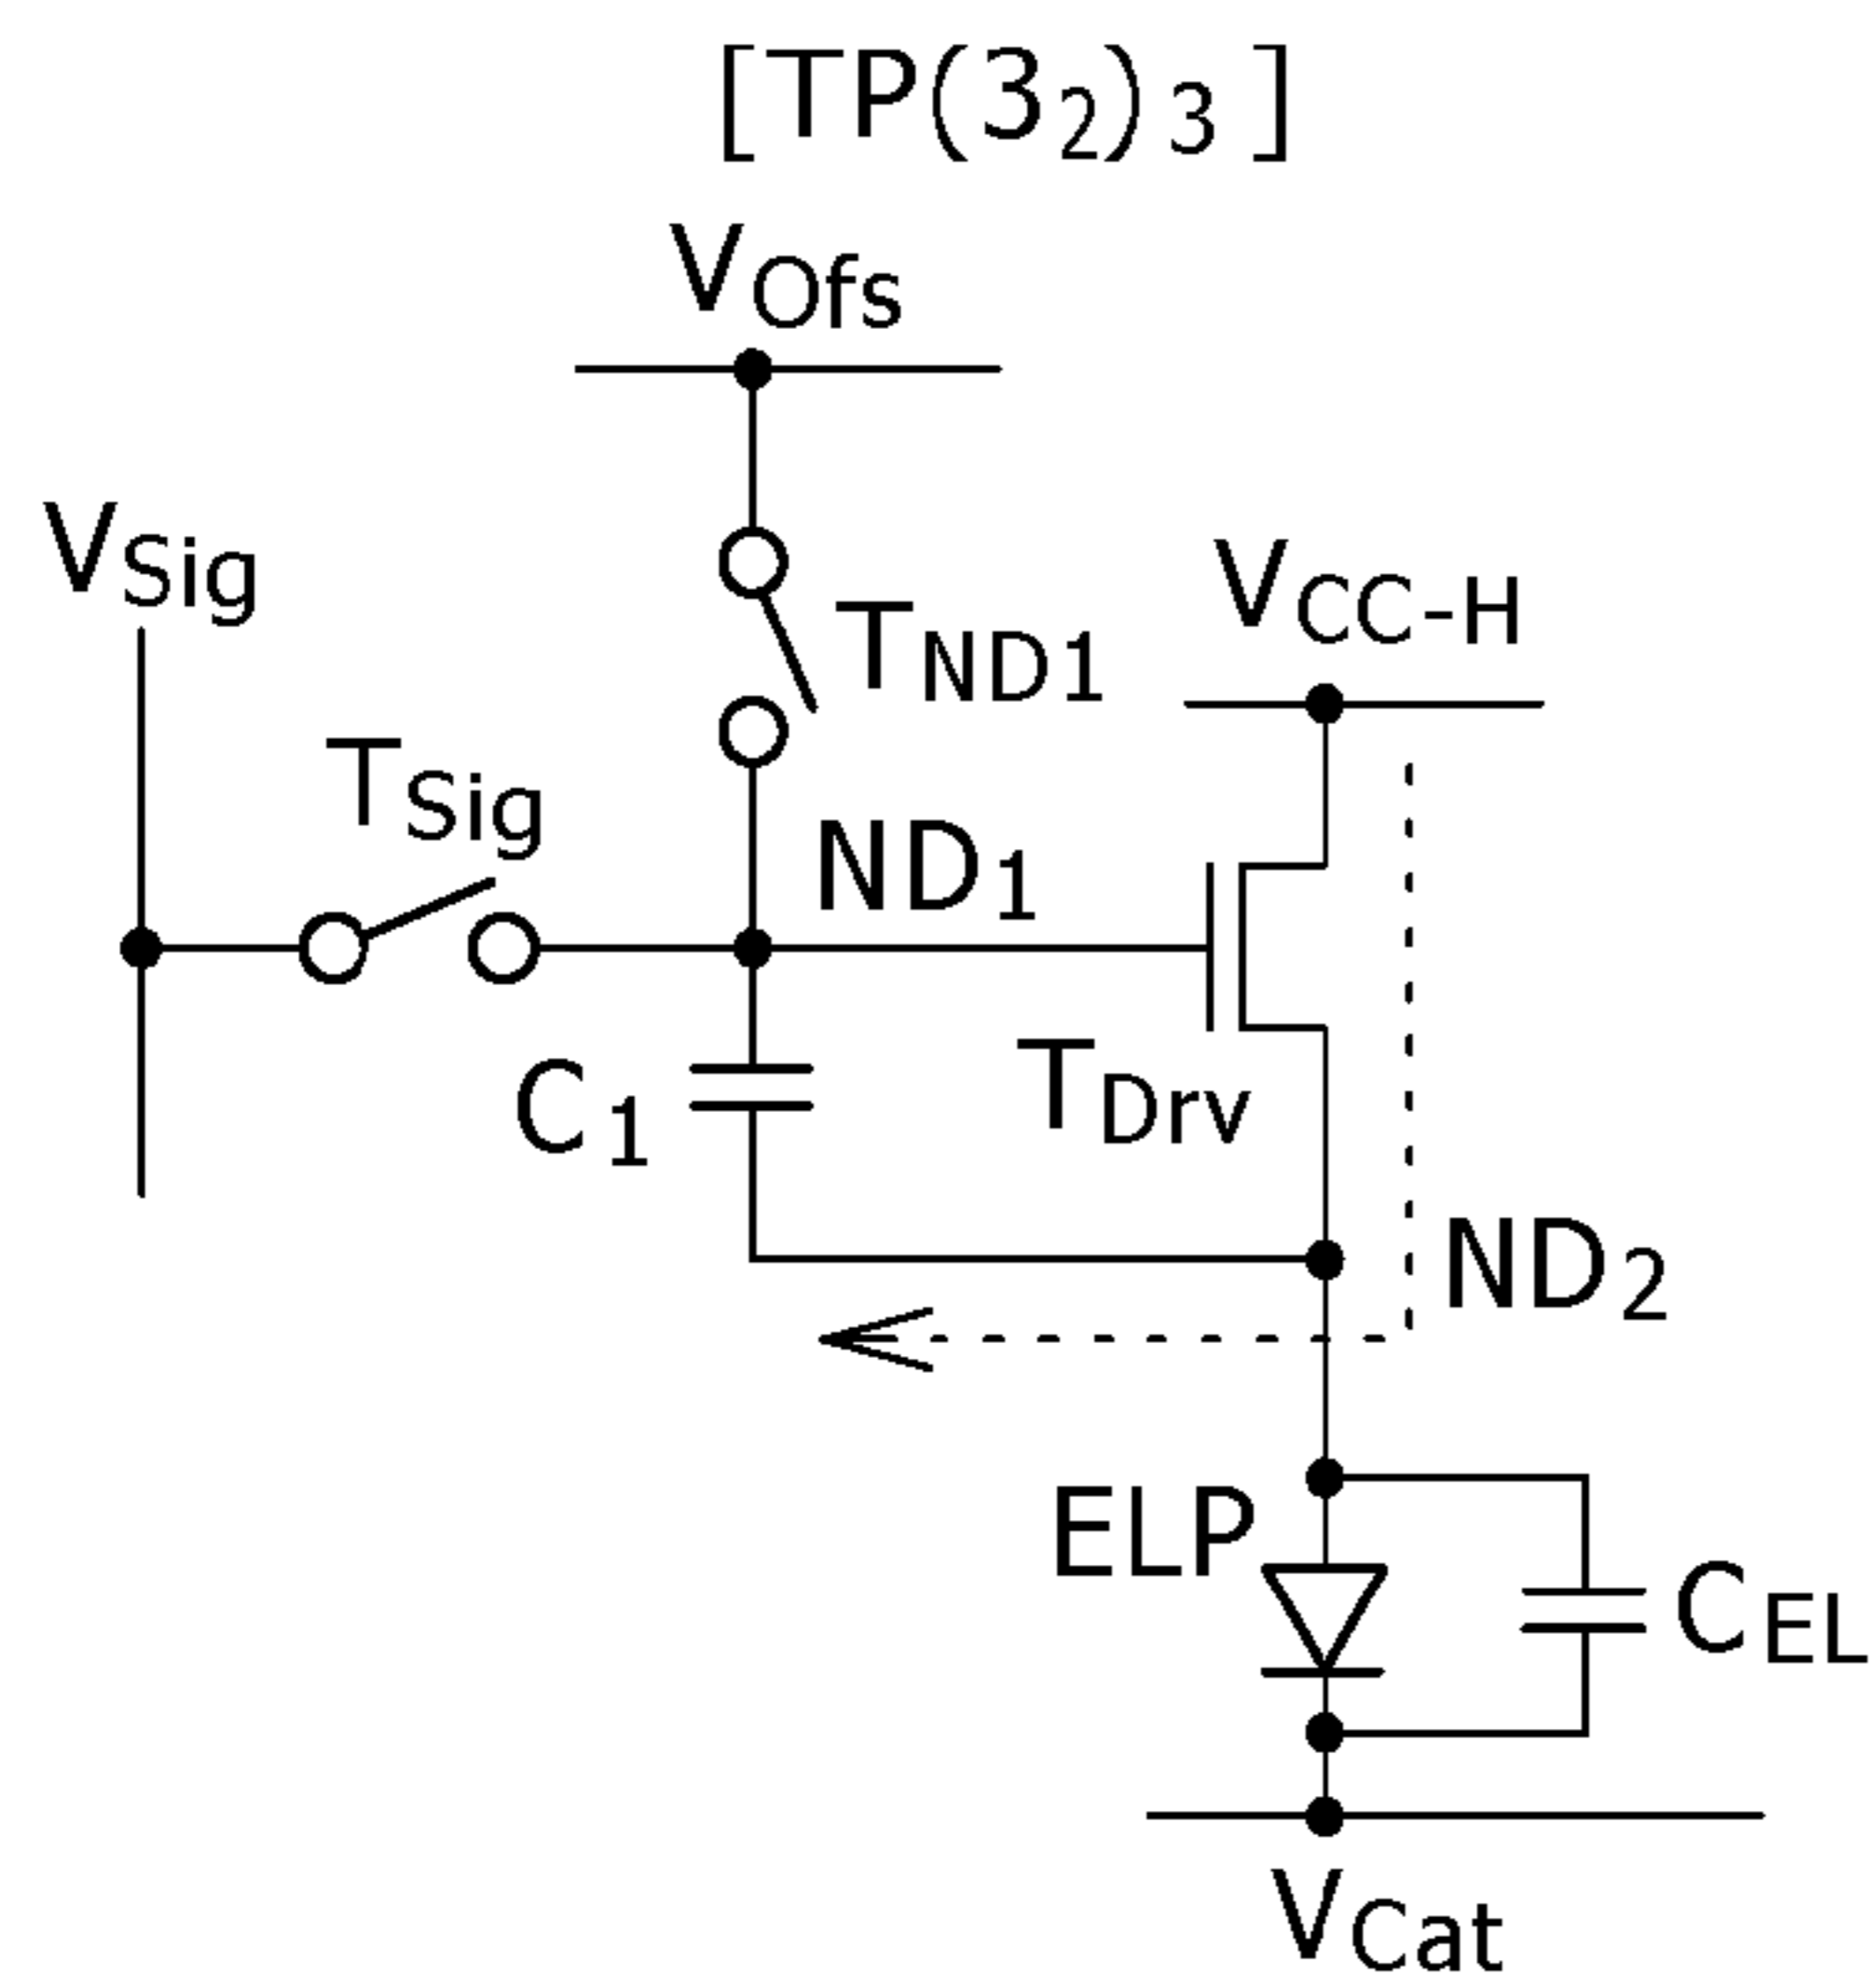 [TP(3₂)₃]
V_Ofs
V_Sig
V_CC-H
T_ND1
T_Sig
ND₁
C₁
T_Drv
ND₂
ELP
C_EL
V_Cat